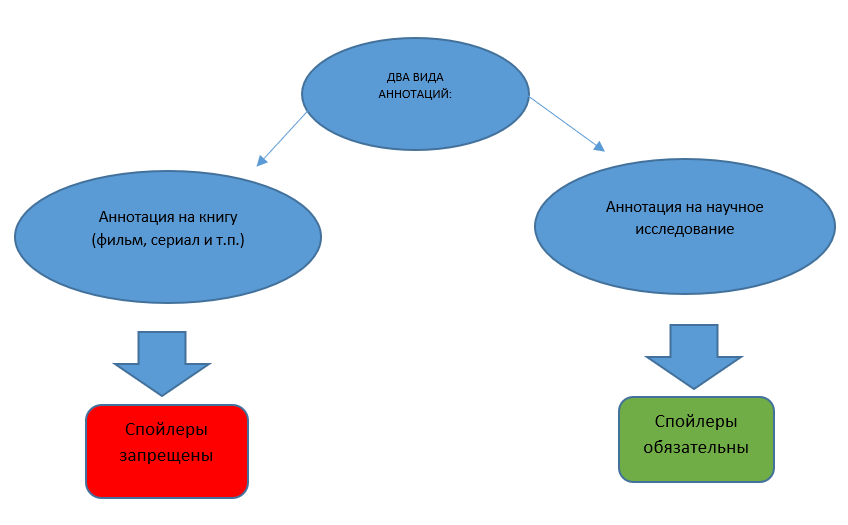 ДВА ВИДА
АННОТАЦИЙ:
Аннотация на книгу
(фильм, сериал и т.п.)
Аннотация на научное
исследование
Спойлеры
запрещены
Спойлеры
обязательны